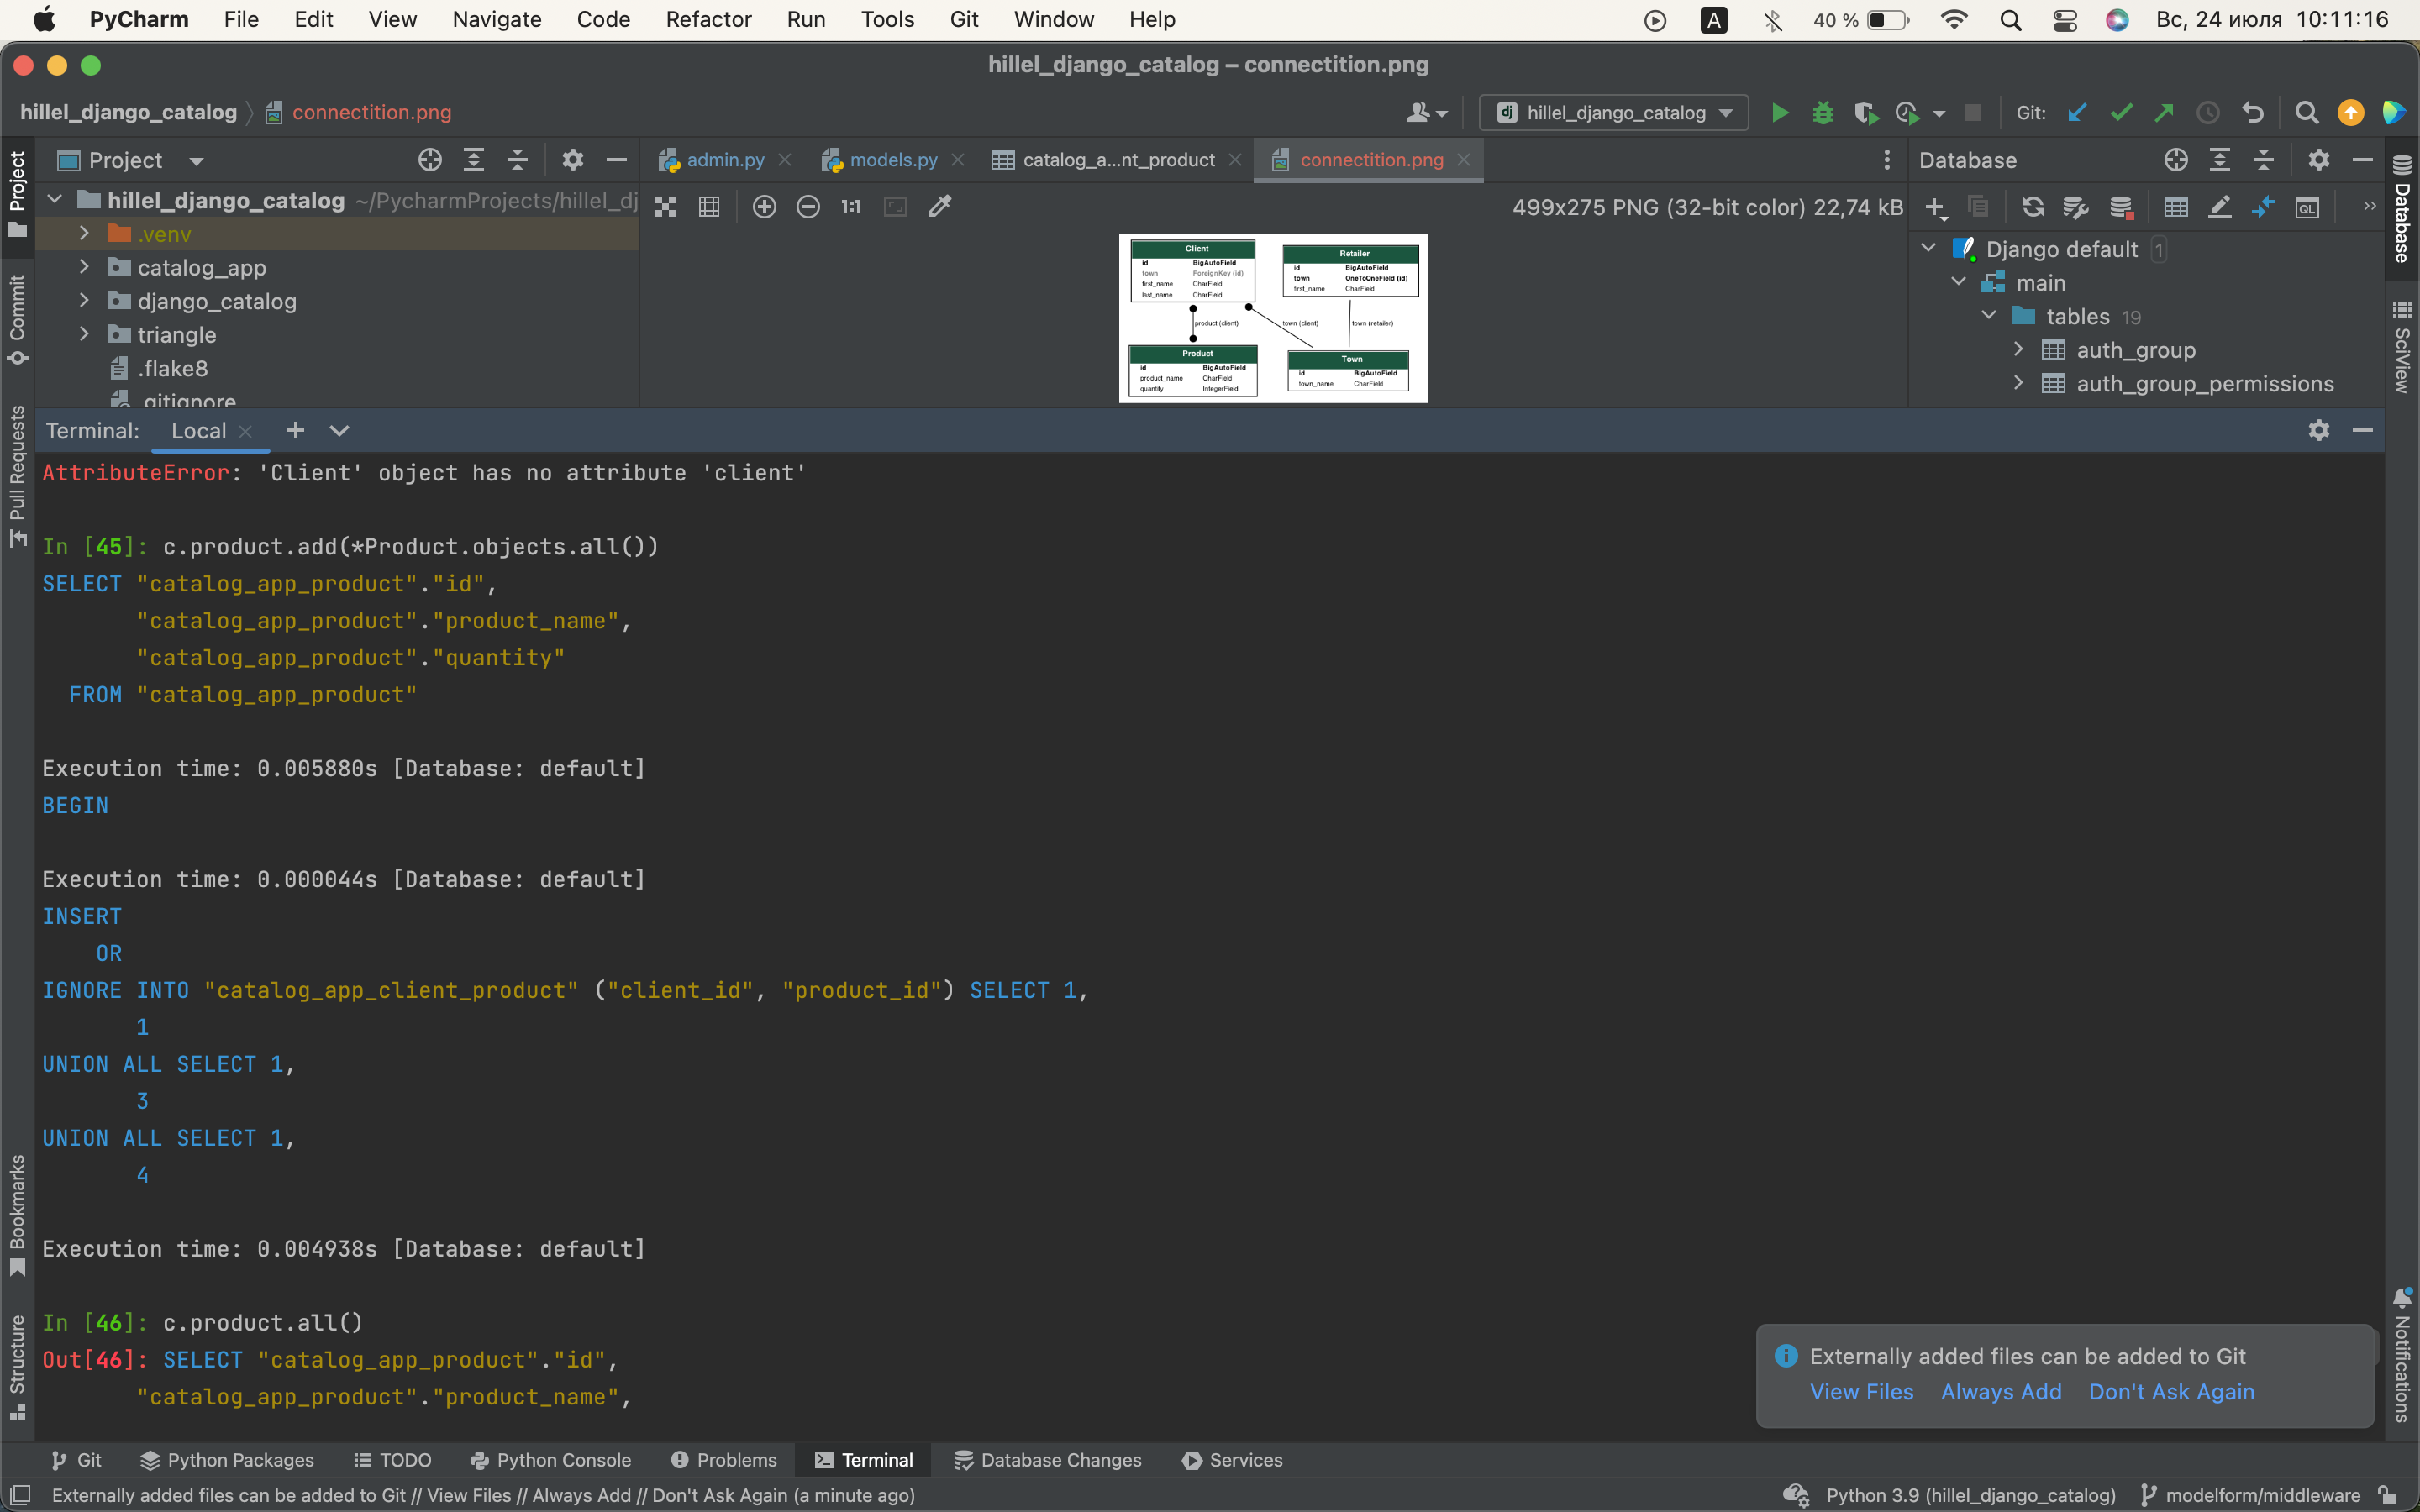 PyCharm File Edit View Navigate Code Refactor Run Tools Git Window Help A 40 % Вс, 24 июля 10:11:16
hillel_django_catalog – connectition.png
hillel_django_catalog connectition.png dj hillel_django_catalog Git:
Project admin.py models.py catalog_a...nt_product connectition.png Database
1:1 499x275 PNG (32-bit color) 22,74 kB QL
hillel_django_catalog ~/PycharmProjects/hillel_dj
.venv
catalog_app
django_catalog
triangle
.flake8
.gitignore
Client
id BigAutoField
town ForeignKey (id)
first_name CharField
last_name CharField
Retailer
id BigAutoField
town OneToOneField (id)
first_name CharField
product (client) town (client) town (retailer)
Product
id BigAutoField
product_name CharField
quantity IntegerField
Town
id BigAutoField
town_name CharField
Django default 1
main
tables 19
auth_group
auth_group_permissions
Project
Commit
Pull Requests
Bookmarks
Structure
Database
SciView
Notifications
Terminal: Local
AttributeError: 'Client' object has no attribute 'client'
In [45]: c.product.add(*Product.objects.all())
SELECT "catalog_app_product"."id",
"catalog_app_product"."product_name",
"catalog_app_product"."quantity"
FROM "catalog_app_product"
Execution time: 0.005880s [Database: default]
BEGIN
Execution time: 0.000044s [Database: default]
INSERT
OR
IGNORE INTO "catalog_app_client_product" ("client_id", "product_id") SELECT 1,
1
UNION ALL SELECT 1,
3
UNION ALL SELECT 1,
4
Execution time: 0.004938s [Database: default]
In [46]: c.product.all()
Out[46]: SELECT "catalog_app_product"."id",
"catalog_app_product"."product_name",
Externally added files can be added to Git
View Files Always Add Don't Ask Again
Git Python Packages TODO Python Console Problems Terminal Database Changes Services
Externally added files can be added to Git // View Files // Always Add // Don't Ask Again (a minute ago) Python 3.9 (hillel_django_catalog) modelform/middleware